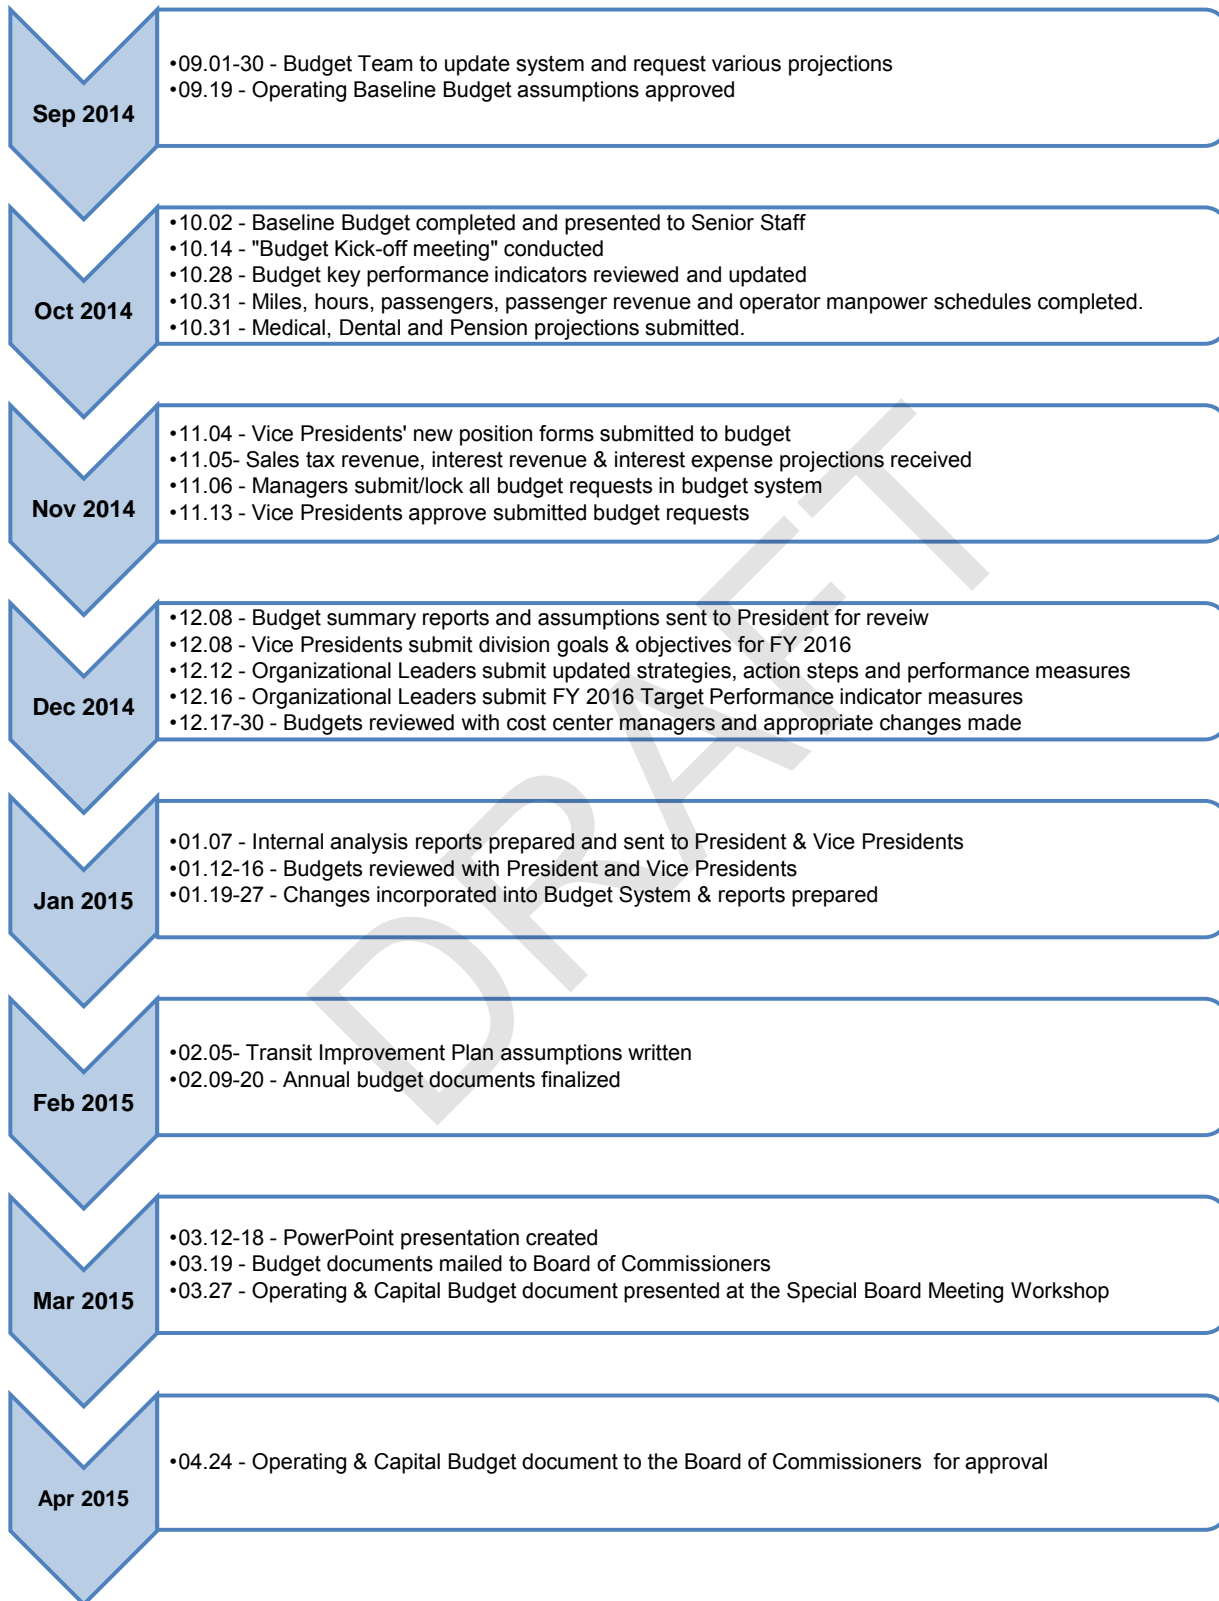 Sep 2014
•09.01-30 - Budget Team to update system and request various projections
•09.19 - Operating Baseline Budget assumptions approved
Oct 2014
•10.02 - Baseline Budget completed and presented to Senior Staff
•10.14 - "Budget Kick-off meeting" conducted
•10.28 - Budget key performance indicators reviewed and updated
•10.31 - Miles, hours, passengers, passenger revenue and operator manpower schedules completed.
•10.31 - Medical, Dental and Pension projections submitted.
Nov 2014
•11.04 - Vice Presidents' new position forms submitted to budget
•11.05- Sales tax revenue, interest revenue & interest expense projections received
•11.06 - Managers submit/lock all budget requests in budget system
•11.13 - Vice Presidents approve submitted budget requests
Dec 2014
•12.08 - Budget summary reports and assumptions sent to President for reveiw
•12.08 - Vice Presidents submit division goals & objectives for FY 2016
•12.12 - Organizational Leaders submit updated strategies, action steps and performance measures
•12.16 - Organizational Leaders submit FY 2016 Target Performance indicator measures
•12.17-30 - Budgets reviewed with cost center managers and appropriate changes made
Jan 2015
•01.07 - Internal analysis reports prepared and sent to President & Vice Presidents
•01.12-16 - Budgets reviewed with President and Vice Presidents
•01.19-27 - Changes incorporated into Budget System & reports prepared
Feb 2015
•02.05- Transit Improvement Plan assumptions written
•02.09-20 - Annual budget documents finalized
Mar 2015
•03.12-18 - PowerPoint presentation created
•03.19 - Budget documents mailed to Board of Commissioners
•03.27 - Operating & Capital Budget document presented at the Special Board Meeting Workshop
Apr 2015
•04.24 - Operating & Capital Budget document to the Board of Commissioners  for approval
DRAFT